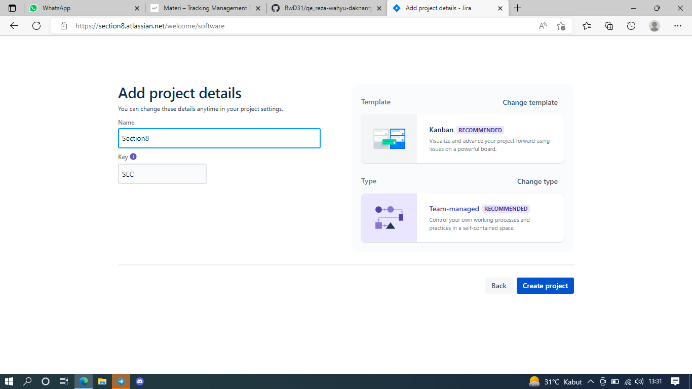 WhatsApp
Materi – Tracking Management
RwD31/qe_reza-wahyu-
Add project details - Jira
https://section8.atlassian.net/welcome/software
Add project details
You can change these details anytime in your project settings.
Name
Section8
Key
SEC
Template
Change template
Kanban RECOMMENDED
Visualize and advance your project forward using
issues on a powerful board.
Type
Change type
Team-managed RECOMMENDED
Control your own working processes and
practices in a self-contained space.
Back
Create project
31°C Kabut
13:31